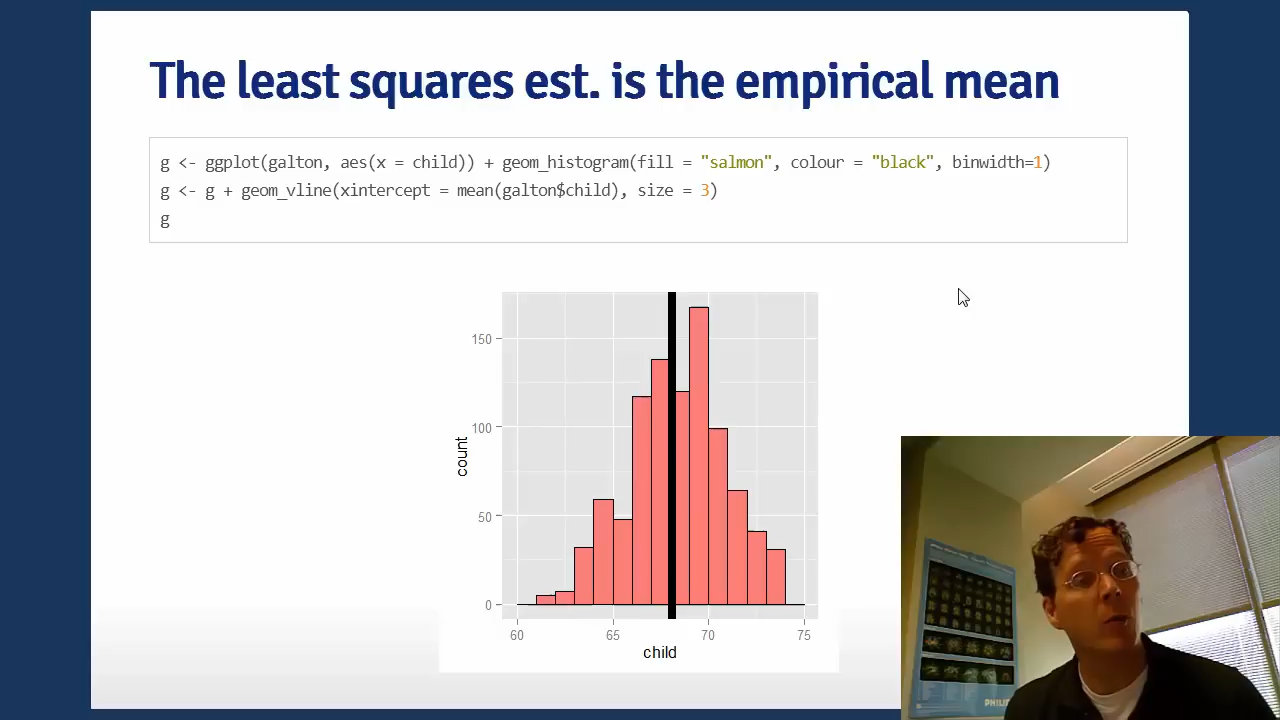 The least squares est. is the empirical mean
g <- ggplot(galton, aes(x = child)) + geom_histogram(fill = "salmon", colour = "black", binwidth=1)
g <- g + geom_vline(xintercept = mean(galton$child), size = 3)
g
150
100
50
0
count
60 65 70 75
child
PHILIPS